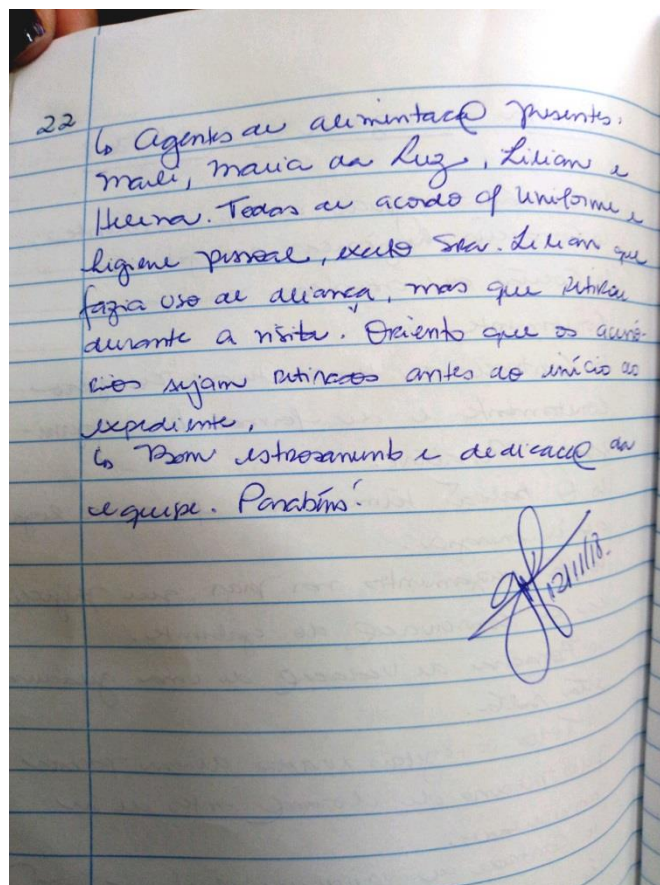 22
↳ Agentes de alimentação presentes:
Marli, Maria da Luz, Lilian e
Helena. Todas de acordo c/ uniforme e
higiene pessoal, exceto Sra. Lilian que
fazia uso de aliança, mas que retirou
durante a visita. Oriento que os acessó-
rios sejam retirados antes do início do
expediente.
↳ Bom entrosamento e dedicação da
equipe. Parabéns!
12/11/18.